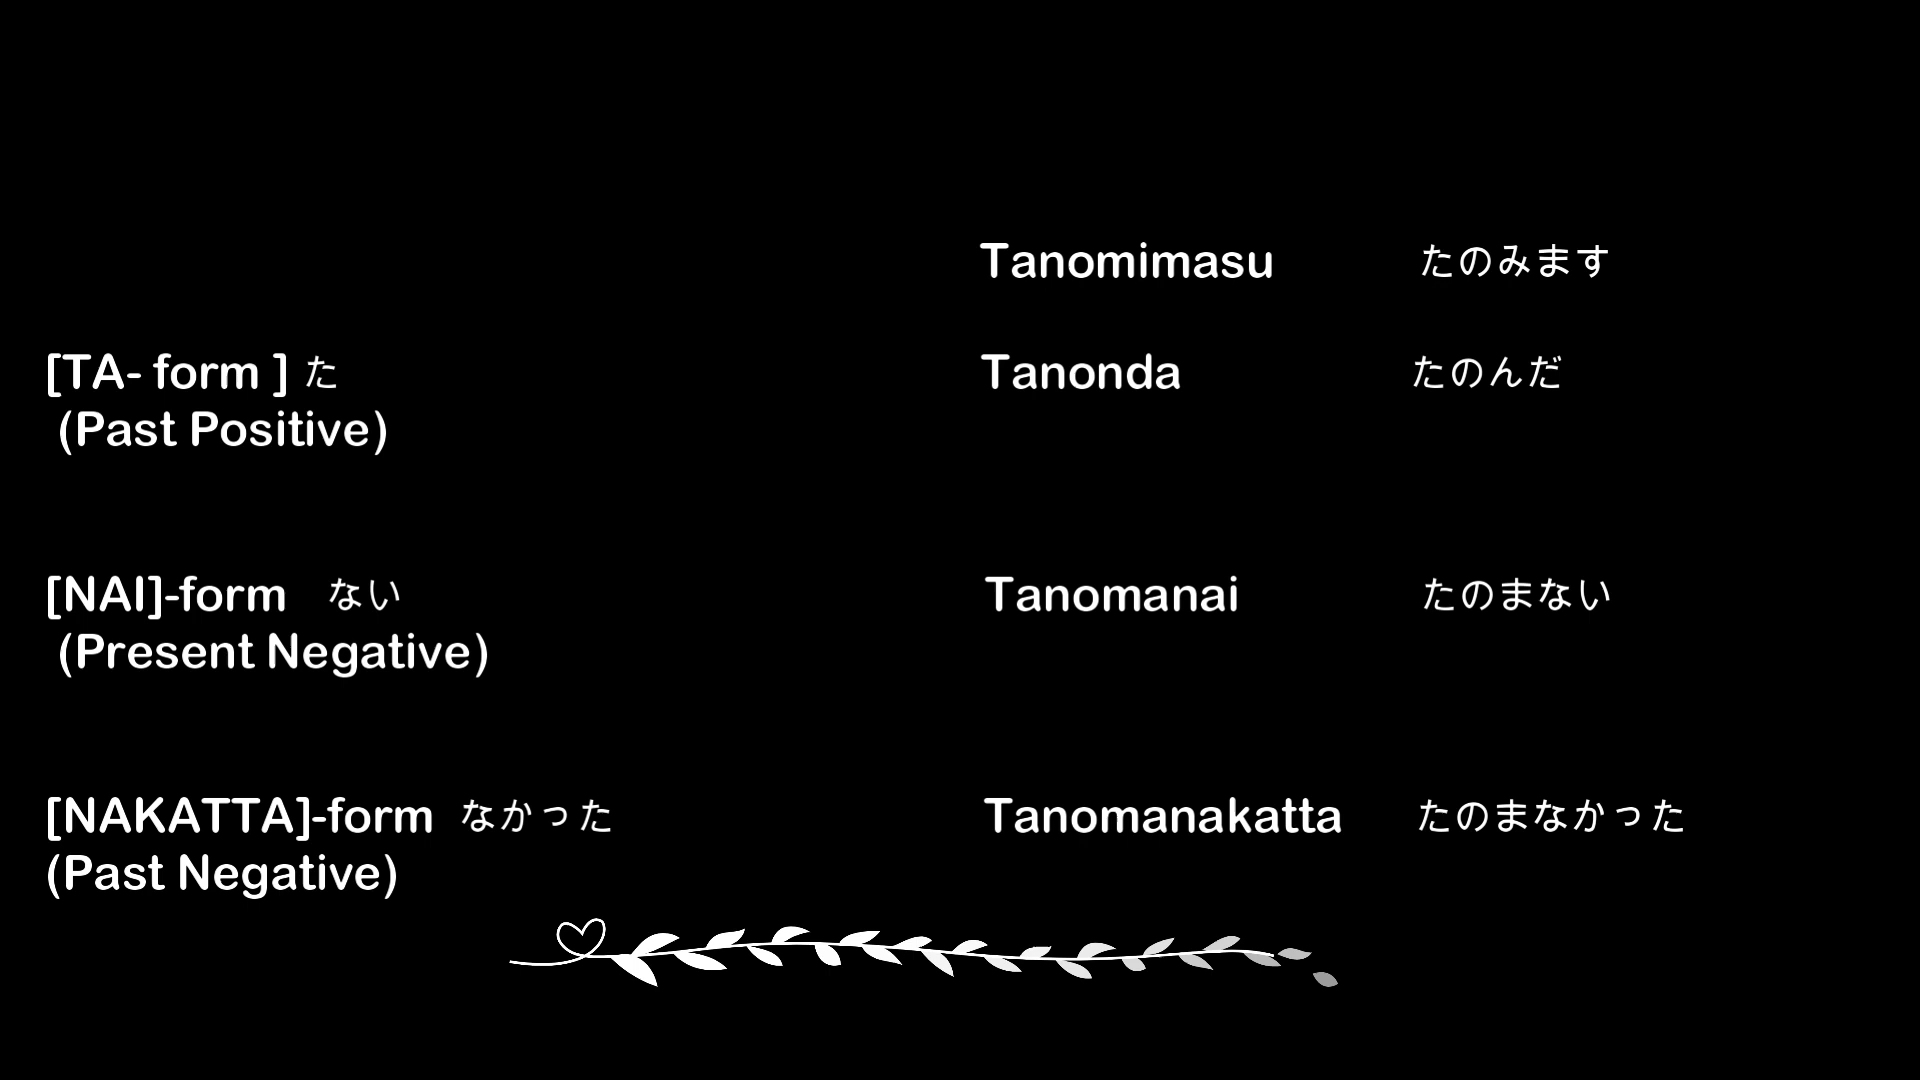 Tanomimasu たのみます
[TA- form ] た Tanonda たのんだ
(Past Positive)
[NAI]-form ない Tanomanai たのまない
(Present Negative)
[NAKATTA]-form なかった Tanomanakatta たのまなかった
(Past Negative)